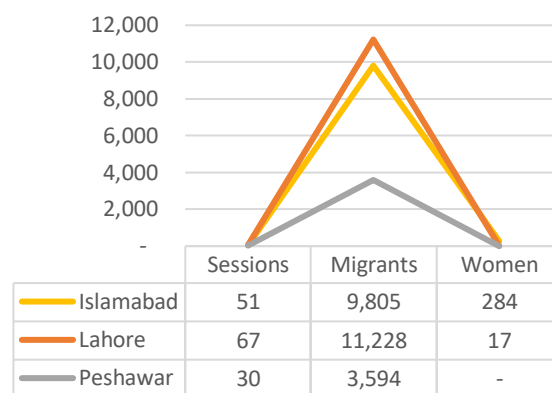 12,000
10,000
8,000
6,000
4,000
2,000
-
Sessions Migrants Women
Islamabad 51 9,805 284
Lahore 67 11,228 17
Peshawar 30 3,594 -